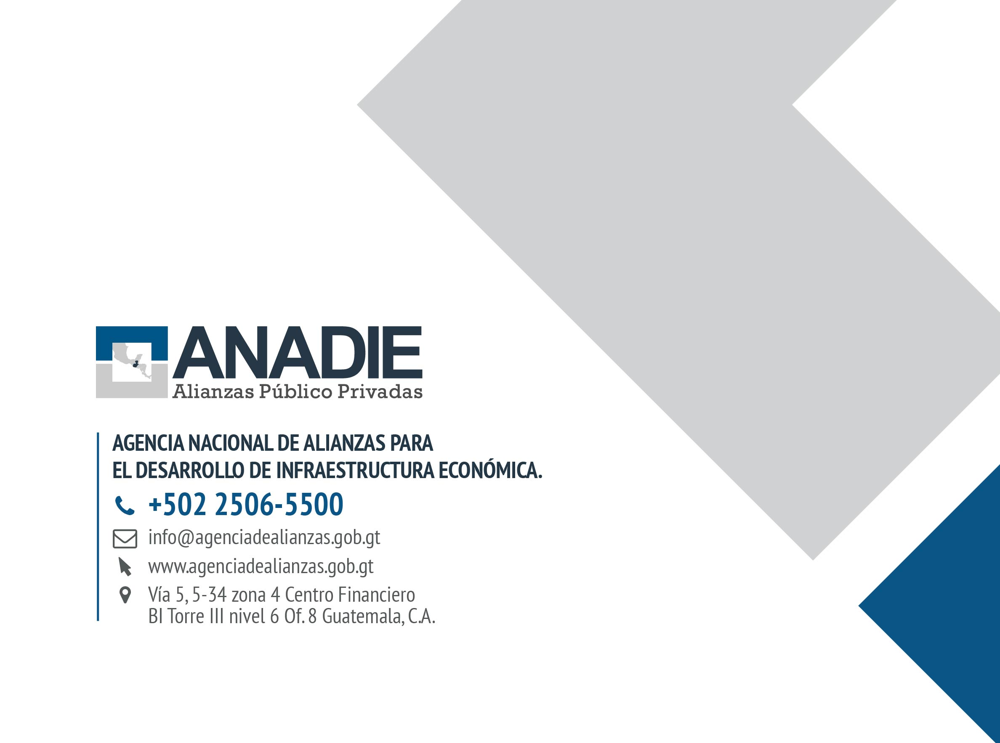 ANADIE
Alianzas Público Privadas
AGENCIA NACIONAL DE ALIANZAS PARA
EL DESARROLLO DE INFRAESTRUCTURA ECONÓMICA.
+502 2506-5500
info@agenciadealianzas.gob.gt
www.agenciadealianzas.gob.gt
Vía 5, 5-34 zona 4 Centro Financiero
BI Torre III nivel 6 Of. 8 Guatemala, C.A.